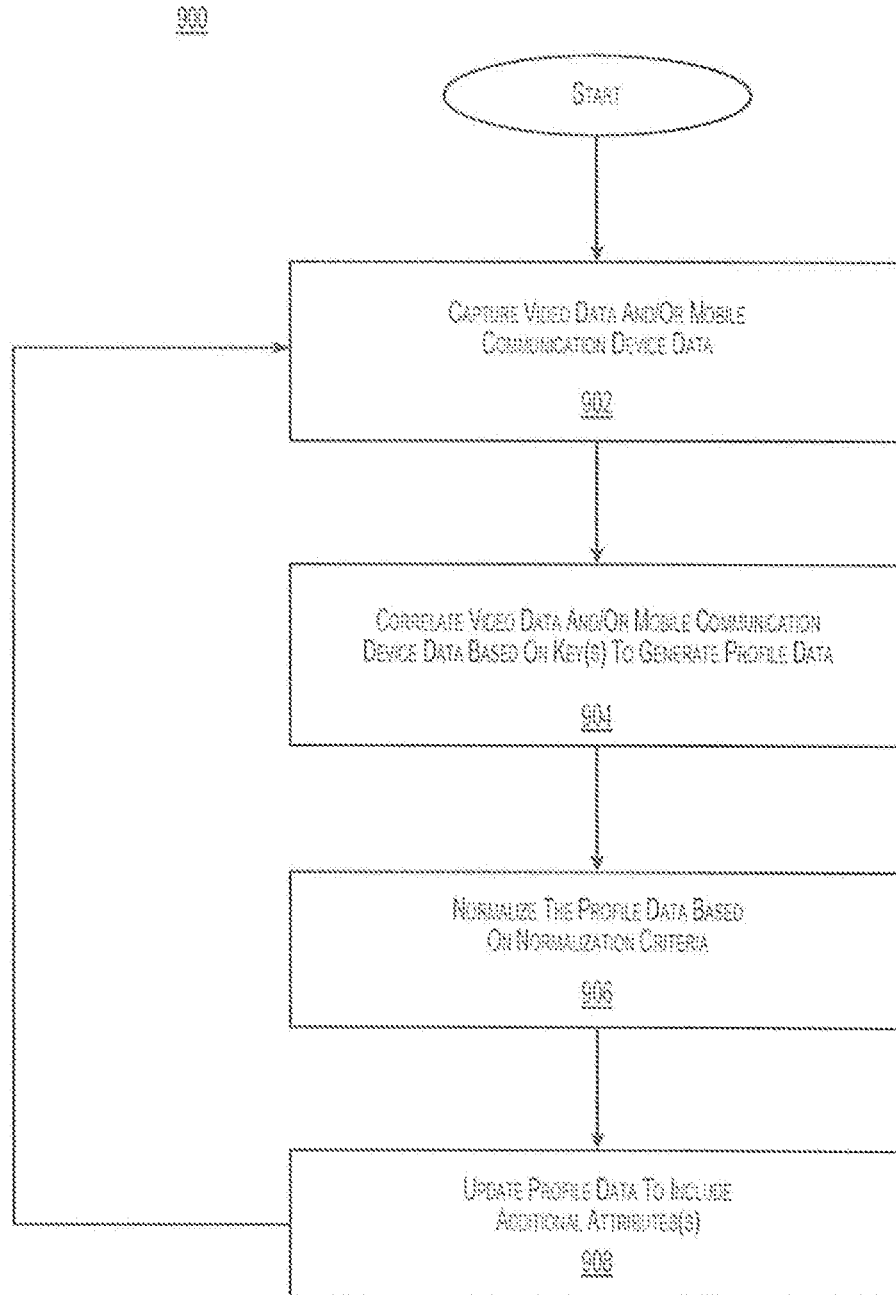 900
START
CAPTURE VIDEO DATA AND/OR MOBILE
COMMUNICATION DEVICE DATA
902
CORRELATE VIDEO DATA AND/OR MOBILE COMMUNICATION
DEVICE DATA BASED ON KEY(S) TO GENERATE PROFILE DATA
904
NORMALIZE THE PROFILE DATA BASED
ON NORMALIZATION CRITERIA
906
UPDATE PROFILE DATA TO INCLUDE
ADDITIONAL ATTRIBUTES(S)
908